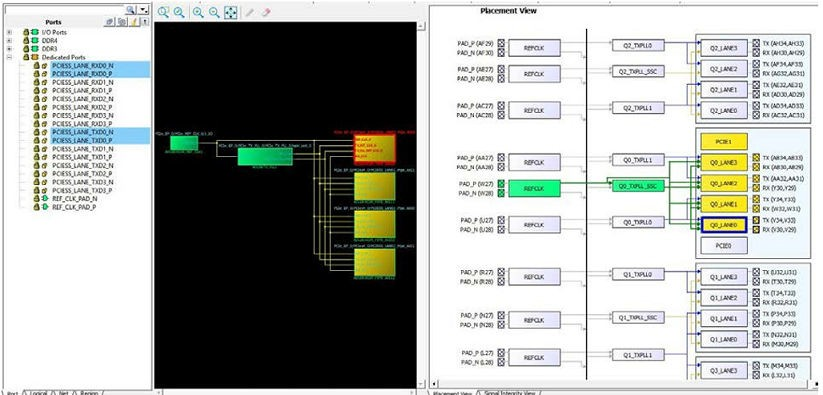 Ports
I/O Ports
DDR4
DDR3
Dedicated Ports
PCIESS_LANE_RXD0_N
PCIESS_LANE_RXD0_P
PCIESS_LANE_RXD1_N
PCIESS_LANE_RXD1_P
PCIESS_LANE_RXD2_N
PCIESS_LANE_RXD2_P
PCIESS_LANE_RXD3_N
PCIESS_LANE_RXD3_P
PCIESS_LANE_TXD0_N
PCIESS_LANE_TXD0_P
PCIESS_LANE_TXD1_N
PCIESS_LANE_TXD1_P
PCIESS_LANE_TXD2_N
PCIESS_LANE_TXD2_P
PCIESS_LANE_TXD3_N
PCIESS_LANE_TXD3_P
REF_CLK_PAD_N
REF_CLK_PAD_P
Port Logical Net Region
Placement View
PAD_P (AF29)
PAD_N (AF30)
REFCLK
Q2_TXPLL0
Q2_LANE3
TX (AH34,AH33)
RX (AH30,AH29)
PAD_P (AE27)
PAD_N (AE28)
REFCLK
Q2_TXPLL_SSC
Q2_LANE2
TX (AF34,AF33)
RX (AG32,AG31)
Q2_LANE1
TX (AE32,AE31)
RX (AD30,AD29)
PAD_P (AC27)
PAD_N (AC28)
REFCLK
Q2_TXPLL1
Q2_LANE0
TX (AD34,AD33)
RX (AC32,AC31)
PCIE1
PAD_P (AA27)
PAD_N (AA28)
REFCLK
Q0_TXPLL1
Q0_LANE3
TX (AB34,AB33)
RX (AB30,AB29)
PAD_P (W27)
PAD_N (W28)
REFCLK
Q0_TXPLL_SSC
Q0_LANE2
TX (AA32,AA31)
RX (Y30,Y29)
Q0_LANE1
TX (Y34,Y33)
RX (W32,W31)
PAD_P (U27)
PAD_N (U28)
REFCLK
Q0_TXPLL0
Q0_LANE0
TX (V34,V33)
RX (V30,V29)
PCIE0
PAD_P (R27)
PAD_N (R28)
REFCLK
Q1_TXPLL0
Q1_LANE3
TX (U32,U31)
RX (T30,T29)
Q1_LANE2
TX (T34,T33)
RX (R32,R31)
PAD_P (N27)
PAD_N (N28)
REFCLK
Q1_TXPLL_SSC
Q1_LANE1
TX (P34,P33)
RX (P30,P29)
Q1_LANE0
TX (N32,N31)
RX (M30,M29)
PAD_P (L27)
PAD_N (L28)
REFCLK
Q1_TXPLL1
Q3_LANE3
TX (M34,M33)
RX (L32,L31)
Placement View Signal Integrity View